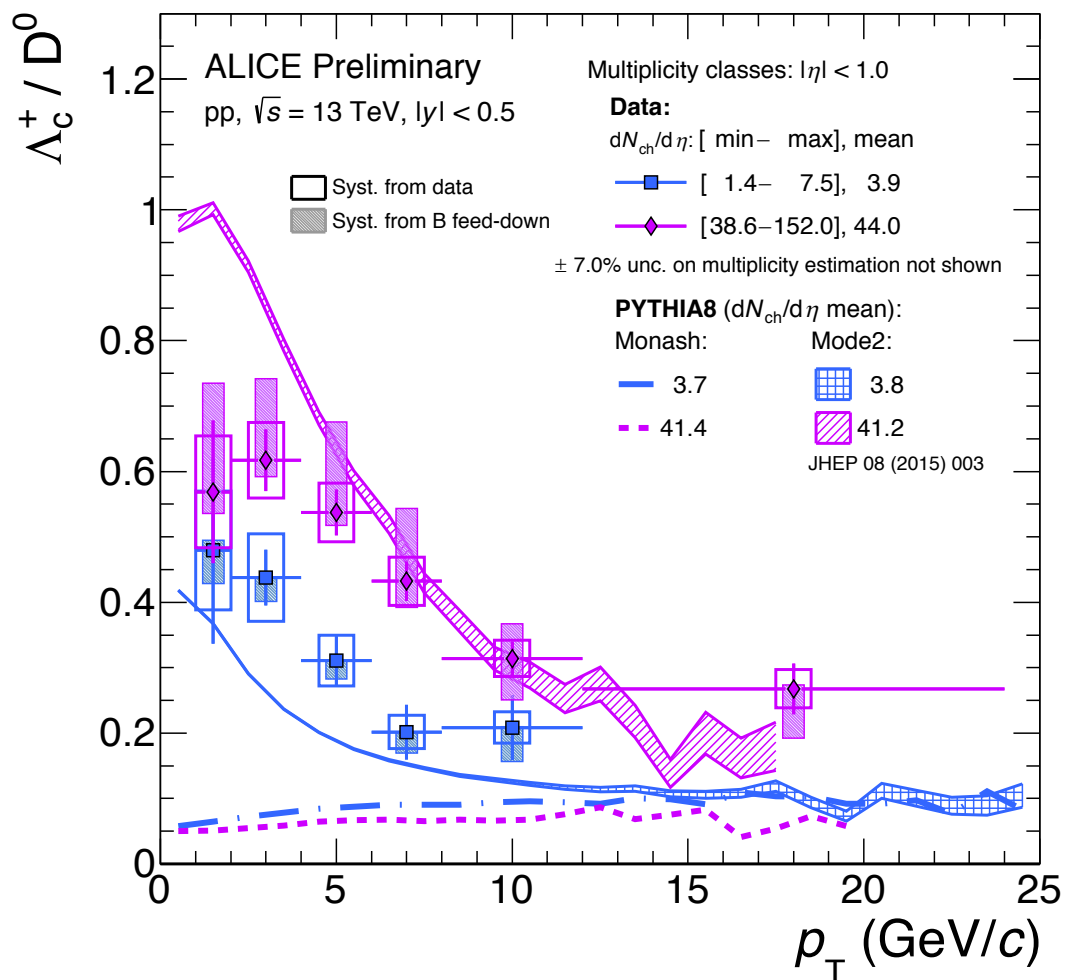 Λc+ / D0
ALICE Preliminary
pp, √s = 13 TeV, |y| < 0.5
Syst. from data
Syst. from B feed-down
Multiplicity classes: |η| < 1.0
Data:
dNch/dη: [ min− max], mean
[ 1.4− 7.5], 3.9
[38.6−152.0], 44.0
± 7.0% unc. on multiplicity estimation not shown
PYTHIA8 (dNch/dη mean):
Monash: Mode2:
3.7 3.8
41.4 41.2
JHEP 08 (2015) 003
1.2
1
0.8
0.6
0.4
0.2
0
0 5 10 15 20 25
pT (GeV/c)